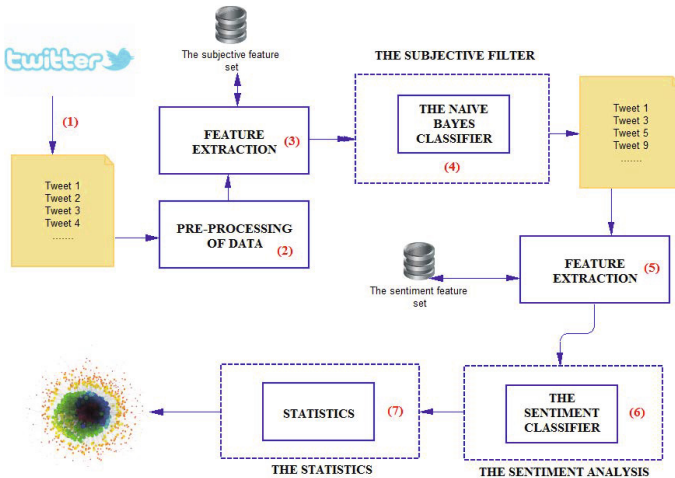 twitter
(1)
Tweet 1
Tweet 2
Tweet 3
Tweet 4
.......
PRE-PROCESSING
OF DATA
(2)
The subjective feature
set
FEATURE
EXTRACTION
(3)
THE SUBJECTIVE FILTER
THE NAIVE
BAYES
CLASSIFIER
(4)
Tweet 1
Tweet 3
Tweet 5
Tweet 9
.......
The sentiment feature
set
FEATURE
EXTRACTION
(5)
THE
SENTIMENT
CLASSIFIER
(6)
THE SENTIMENT ANALYSIS
STATISTICS
(7)
THE STATISTICS